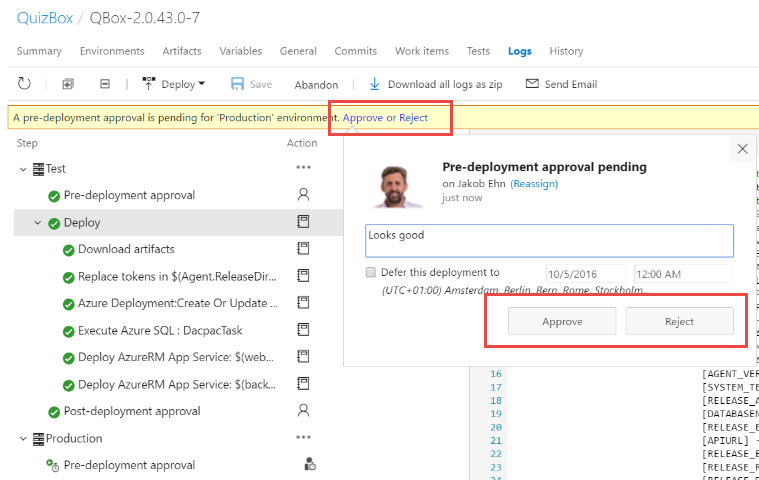 QuizBox / QBox-2.0.43.0-7
Summary Environments Artifacts Variables General Commits Work items Tests Logs History
Deploy Save Abandon Download all logs as zip Send Email
A pre-deployment approval is pending for 'Production' environment. Approve or Reject
Step Action
Test
Pre-deployment approval
Deploy
Download artifacts
Replace tokens in $(Agent.ReleaseDir...
Azure Deployment:Create Or Update ...
Execute Azure SQL : DacpacTask
Deploy AzureRM App Service: $(web...
Deploy AzureRM App Service: $(back...
Post-deployment approval
Production
Pre-deployment approval
Pre-deployment approval pending
on Jakob Ehn (Reassign)
just now
Looks good
Defer this deployment to 10/5/2016 12:00 AM
(UTC+01:00) Amsterdam, Berlin, Bern, Rome, Stockholm...
Approve Reject
16 [AGENT_VER
17 [SYSTEM_TE
18 [RELEASE_A
19 [DATABASEN
20 [RELEASE_E
21 [APIURL] -
22 [RELEASE_E
23 [RELEASE_R
24 [RELEASE_E